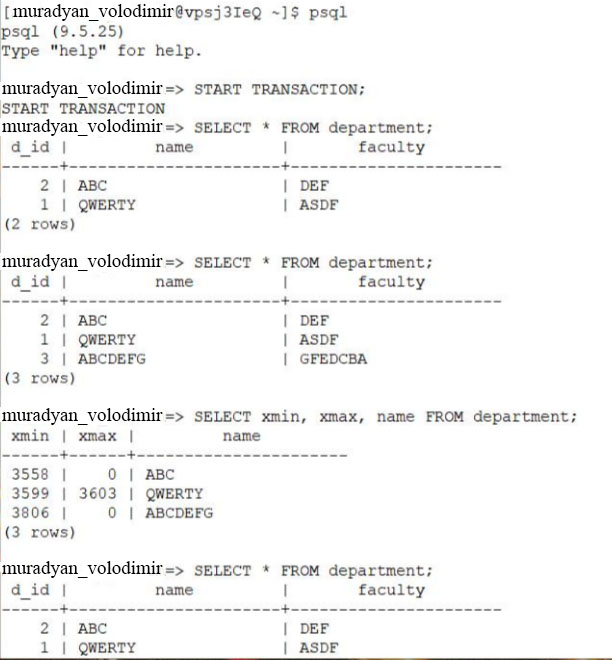 [muradyan_volodimir@vpsj3IeQ ~]$ psql
psql (9.5.25)
Type "help" for help.
muradyan_volodimir=> START TRANSACTION;
START TRANSACTION
muradyan_volodimir=> SELECT * FROM department;
d_id | name | faculty
------+----------------------+----------------------
2 | ABC | DEF
1 | QWERTY | ASDF
(2 rows)
muradyan_volodimir=> SELECT * FROM department;
d_id | name | faculty
------+----------------------+----------------------
2 | ABC | DEF
1 | QWERTY | ASDF
3 | ABCDEFG | GFEDCBA
(3 rows)
muradyan_volodimir=> SELECT xmin, xmax, name FROM department;
xmin | xmax | name
------+------+----------------------
3558 | 0 | ABC
3599 | 3603 | QWERTY
3806 | 0 | ABCDEFG
(3 rows)
muradyan_volodimir=> SELECT * FROM department;
d_id | name | faculty
------+----------------------+----------------------
2 | ABC | DEF
1 | QWERTY | ASDF